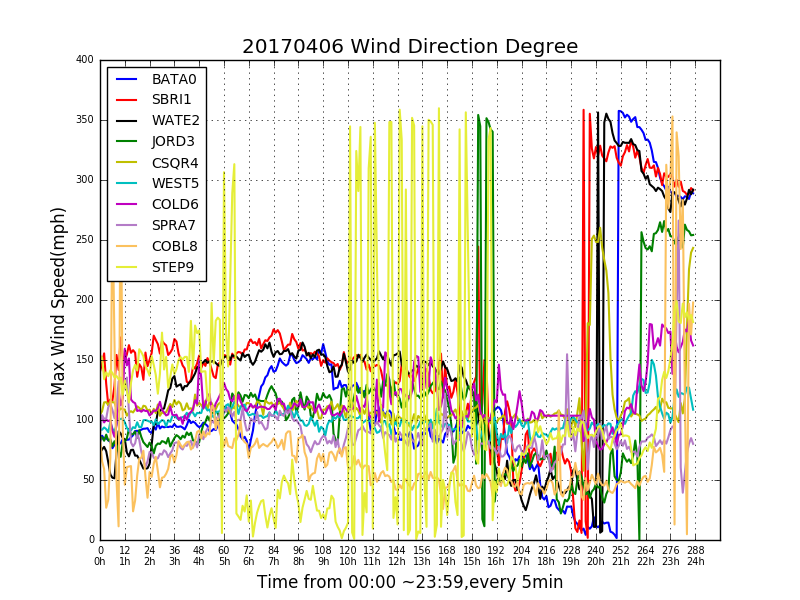 20170406 Wind Direction Degree
400
350
300
250
200
150
100
50
0
Max Wind Speed(mph)
BATA0
SBRI1
WATE2
JORD3
CSQR4
WEST5
COLD6
SPRA7
COBL8
STEP9
0 12 24 36 48 60 72 84 96 108 120 132 144 156 168 180 192 204 216 228 240 252 264 276 288
0h 1h 2h 3h 4h 5h 6h 7h 8h 9h 10h 11h 12h 13h 14h 15h 16h 17h 18h 19h 20h 21h 22h 23h 24h
Time from 00:00 ~23:59,every 5min